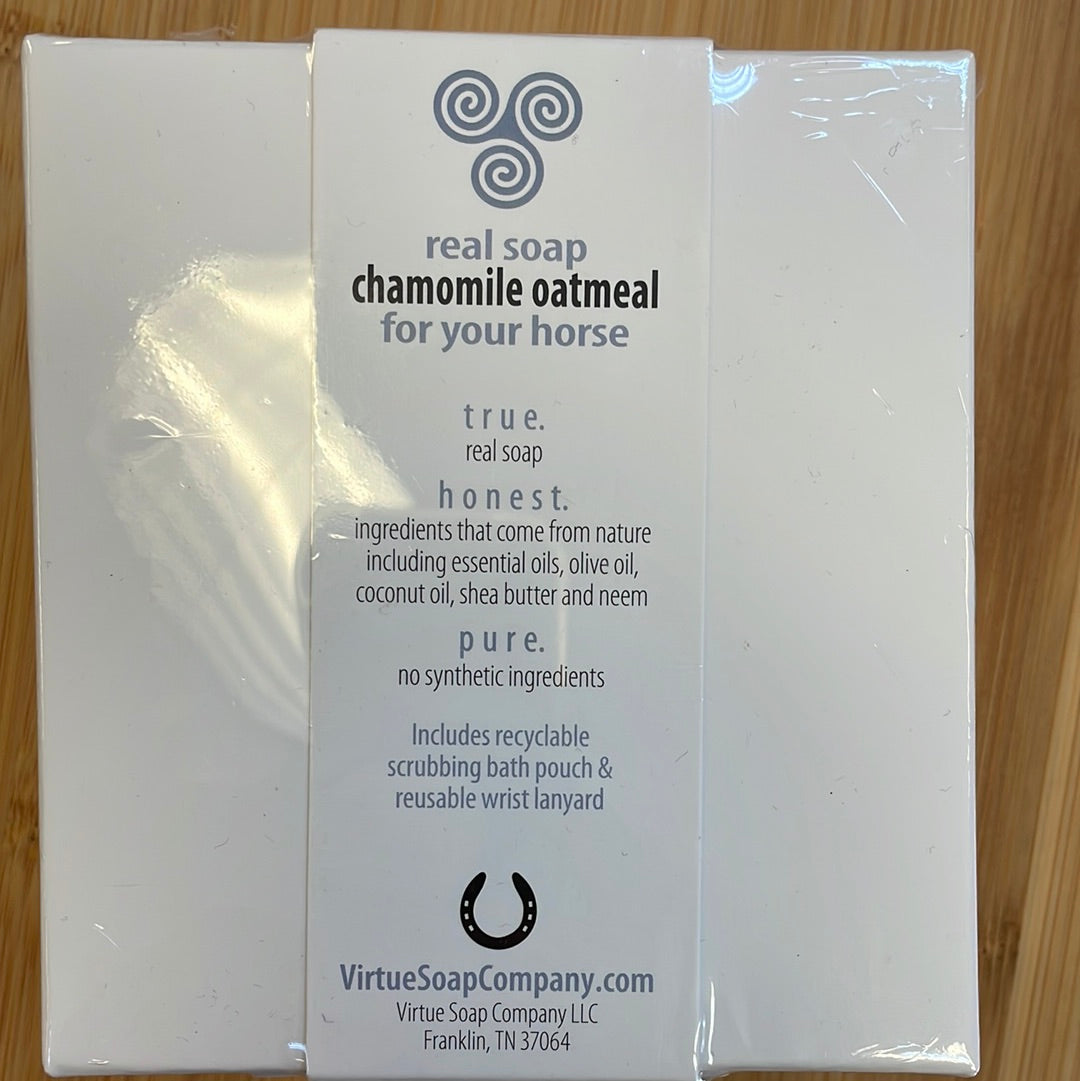 real soap
chamomile oatmeal
for your horse
true.
real soap
honest.
ingredients that come from nature
including essential oils, olive oil,
coconut oil, shea butter and neem
pure.
no synthetic ingredients
Includes recyclable
scrubbing bath pouch &
reusable wrist lanyard
VirtueSoapCompany.com
Virtue Soap Company LLC
Franklin, TN 37064